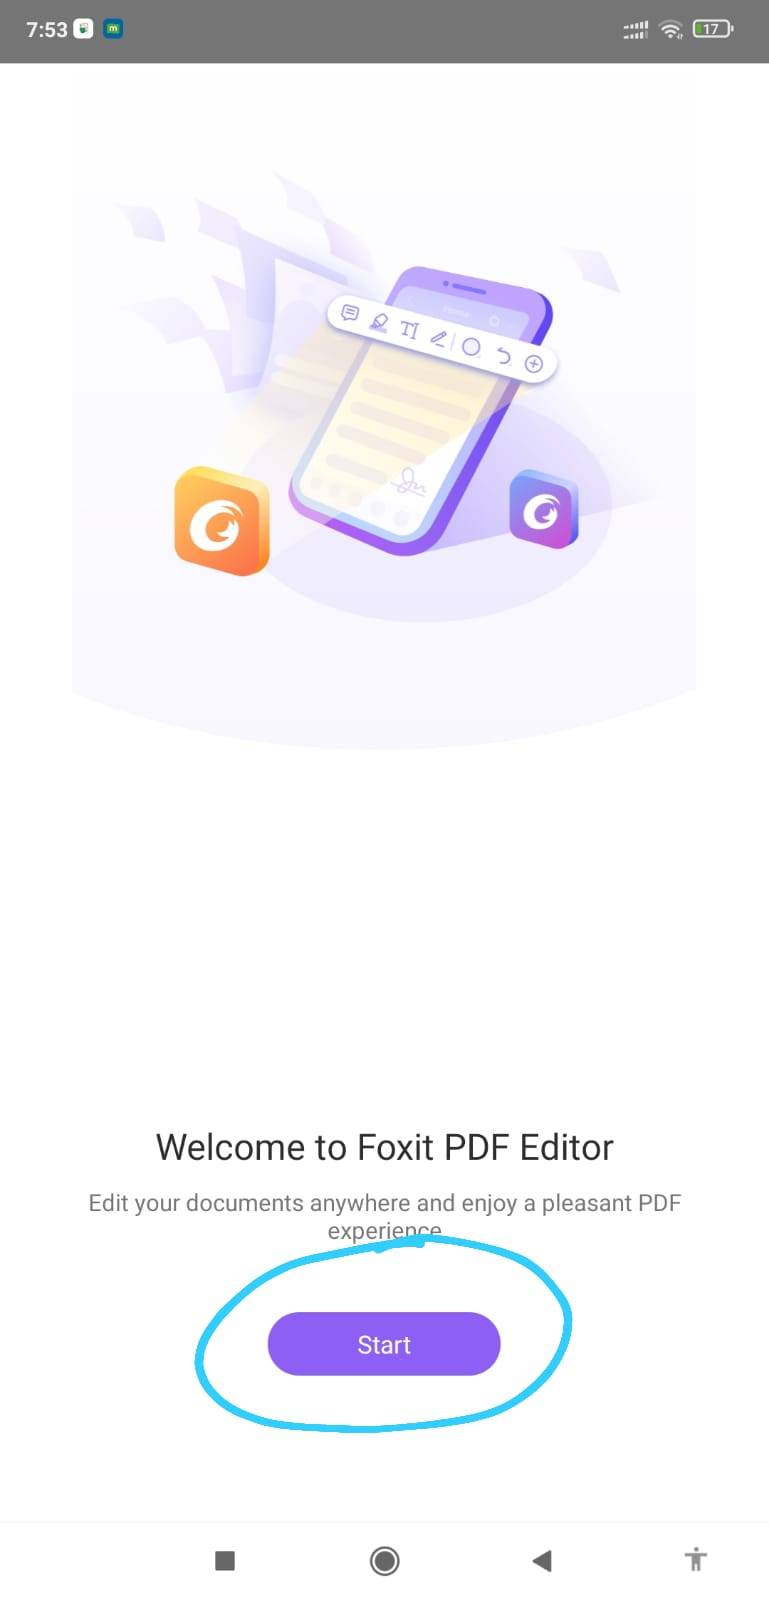 7:53
17
Welcome to Foxit PDF Editor
Edit your documents anywhere and enjoy a pleasant PDF
experience
Start